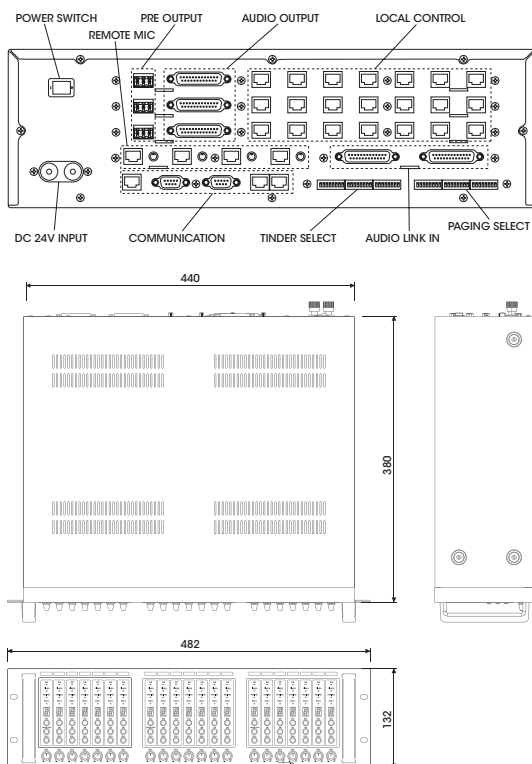 POWER SWITCH
PRE OUTPUT
AUDIO OUTPUT
LOCAL CONTROL
REMOTE MIC
DC 24V INPUT
COMMUNICATION
TINDER SELECT
AUDIO LINK IN
PAGING SELECT
440
380
482
132